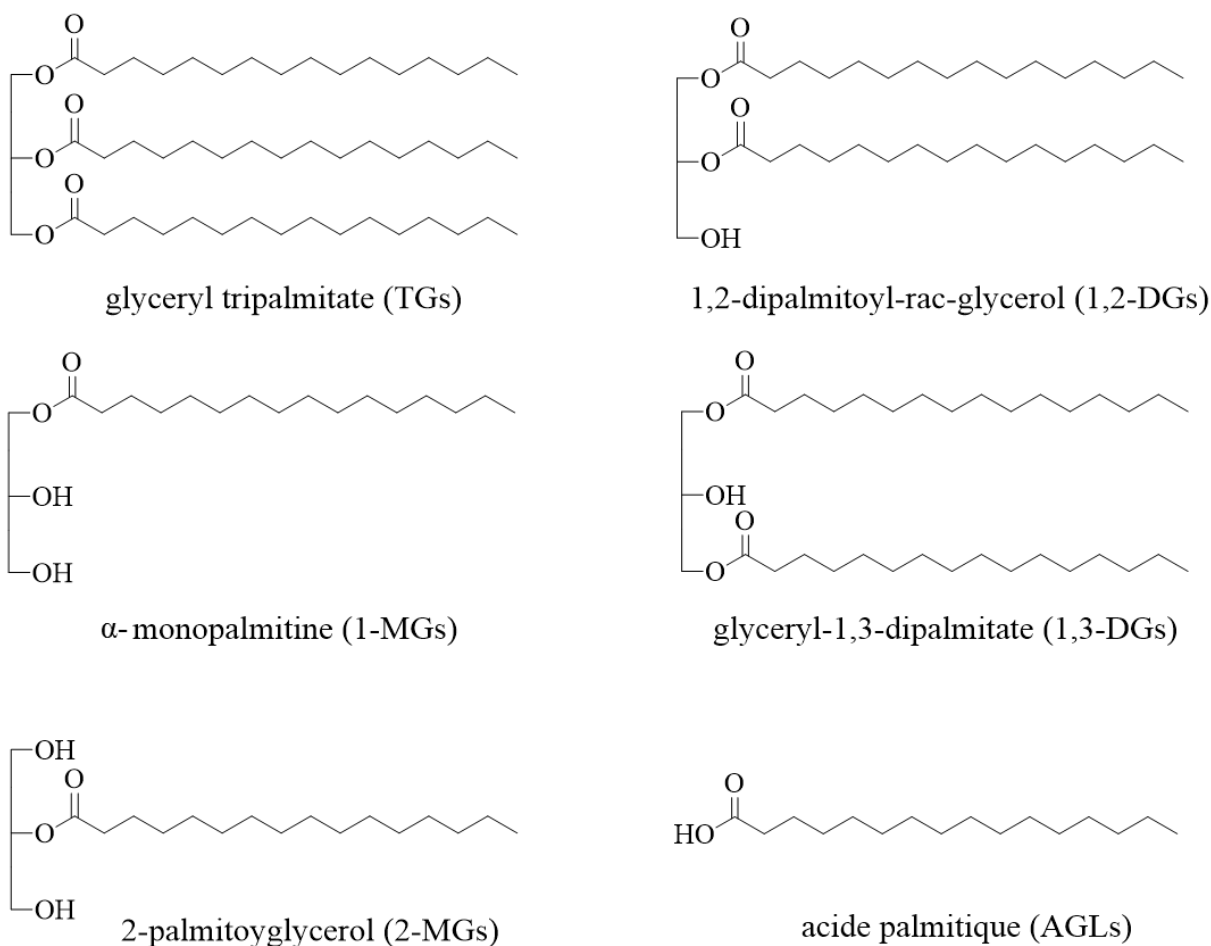 O
O
O
O
O
O
O
O
O
O
OH
glyceryl tripalmitate (TGs)
1,2-dipalmitoyl-rac-glycerol (1,2-DGs)
O
O
O
O
OH
OH
O
OH
O
α-monopalmitine (1-MGs)
glyceryl-1,3-dipalmitate (1,3-DGs)
OH
O
O
O
HO
OH
2-palmitoyglycerol (2-MGs)
acide palmitique (AGLs)